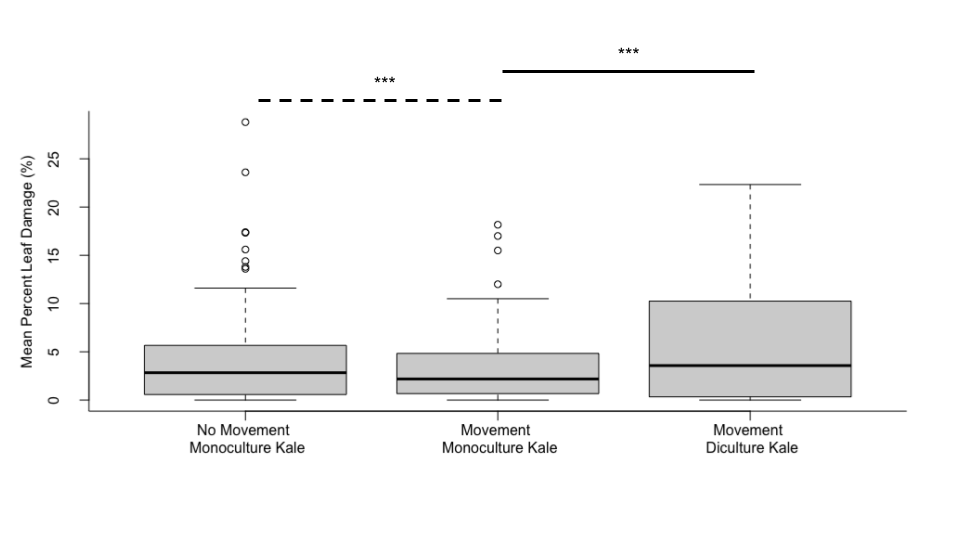 ***
***
Mean Percent Leaf Damage (%)
25
20
15
10
5
0
No Movement
Monoculture Kale
Movement
Monoculture Kale
Movement
Diculture Kale